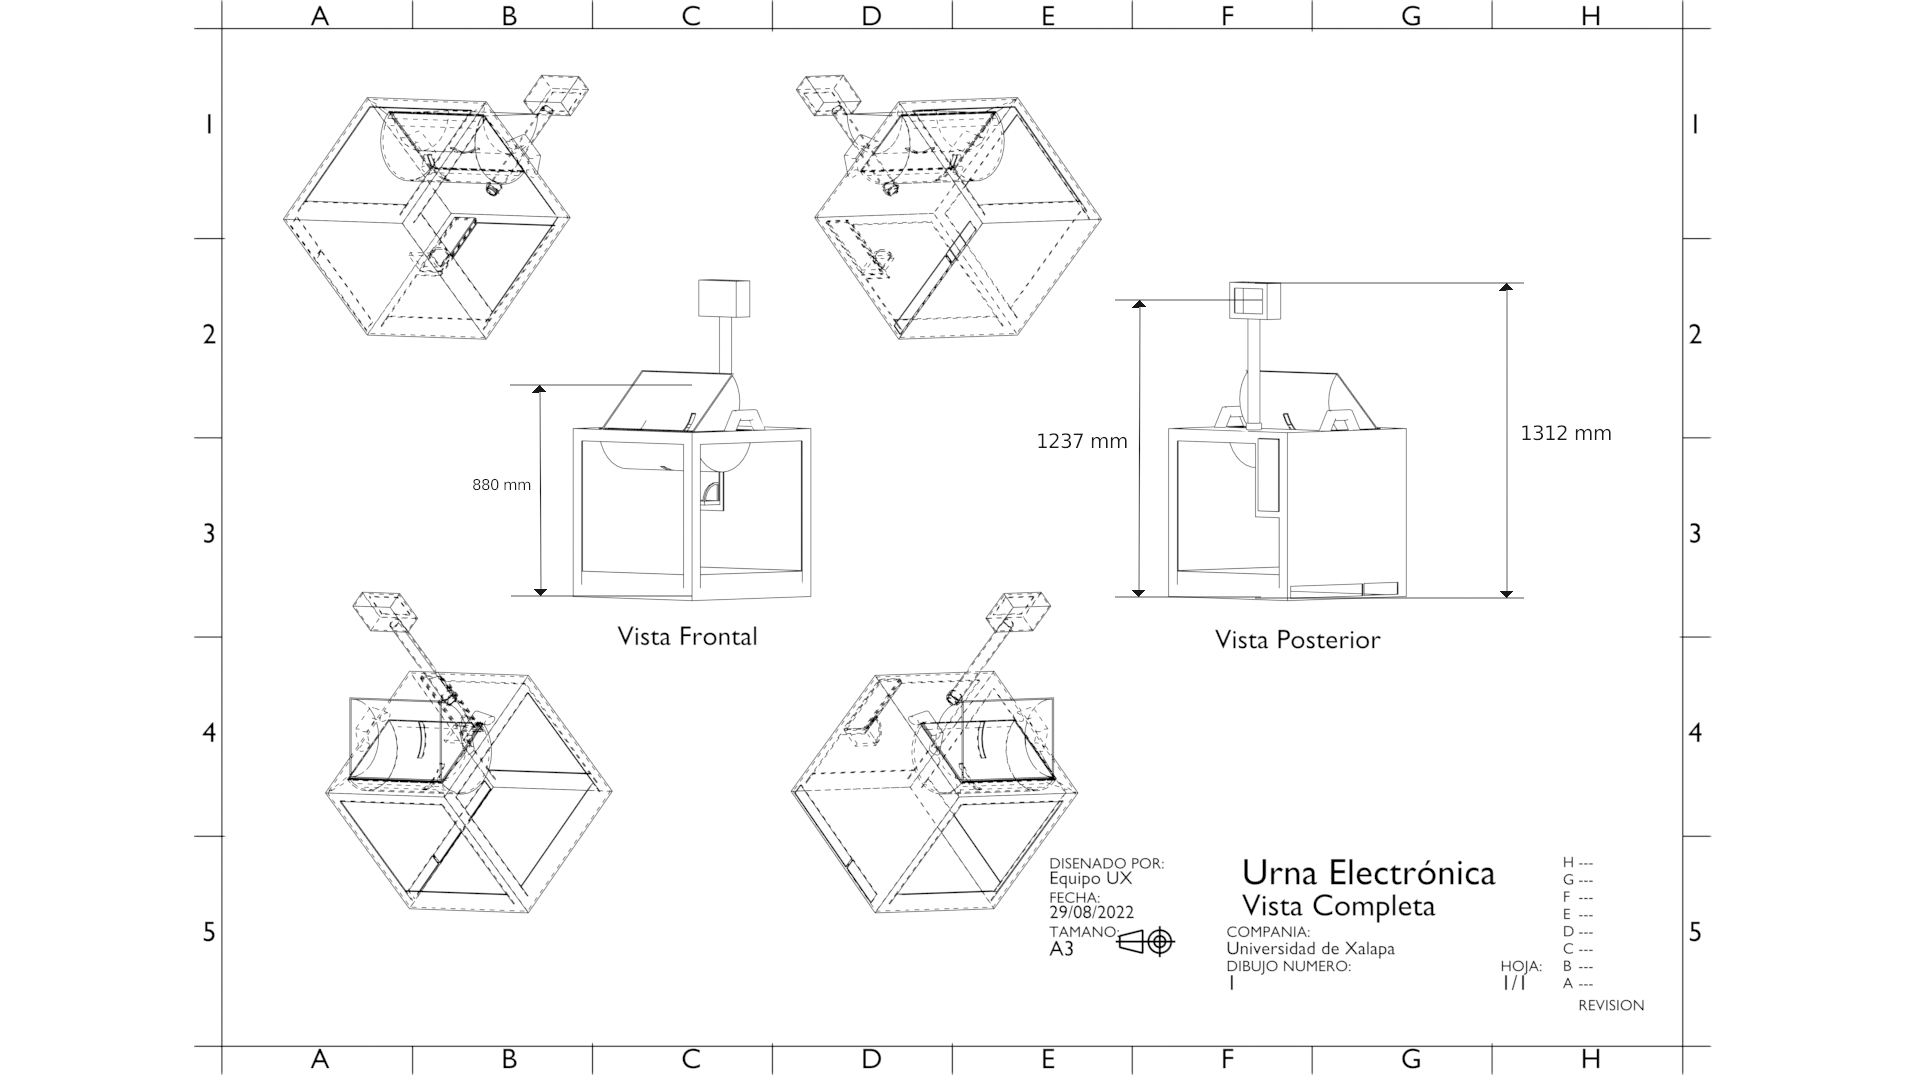 A B C D E F G H
1 1
2 2
1237 mm
1312 mm
880 mm
3 3
Vista Frontal
Vista Posterior
4 4
DISENADO POR:
Equipo UX
FECHA:
29/08/2022
TAMANO:
A3
Urna Electrónica
Vista Completa
COMPANIA:
Universidad de Xalapa
DIBUJO NUMERO:
1
HOJA:
1/1
H ---
G ---
F ---
E ---
D ---
C ---
B ---
A ---
REVISION
5 5
A B C D E F G H